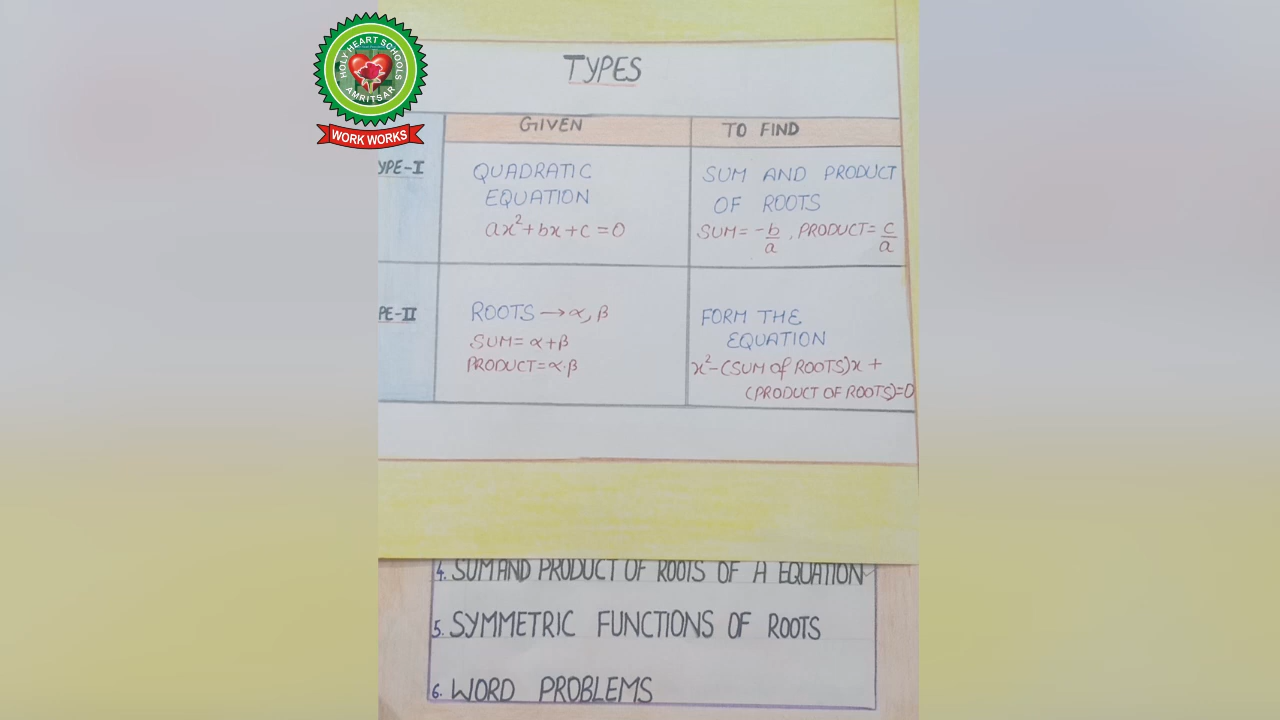 HOLY HEART SCHOOLS
AMRITSAR
WORK WORKS
TYPES
GIVEN TO FIND
YPE-I
QUADRATIC
EQUATION
ax²+bx+c=0
SUM AND PRODUCT
OF ROOTS
SUM=-b/a, PRODUCT=c/a
PE-II
ROOTS→α,β
SUM=α+β
PRODUCT=α·β
FORM THE
EQUATION
x²-(SUM of ROOTS)x+
(PRODUCT OF ROOTS)=0
4. SUM AND PRODUCT OF ROOTS OF A EQUATION
5. SYMMETRIC FUNCTIONS OF ROOTS
6. WORD PROBLEMS